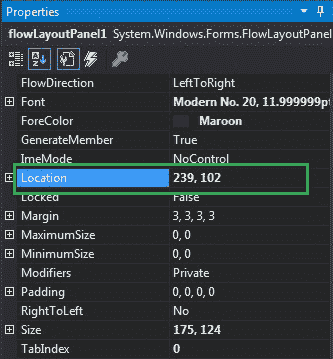 Properties
flowLayoutPanel1 System.Windows.Forms.FlowLayoutPanel
FlowDirection LeftToRight
Font Modern No. 20, 11.999999pt
ForeColor Maroon
GenerateMember True
ImeMode NoControl
Location 239, 102
Locked False
Margin 3, 3, 3, 3
MaximumSize 0, 0
MinimumSize 0, 0
Modifiers Private
Padding 0, 0, 0, 0
RightToLeft No
Size 175, 124
TabIndex 0